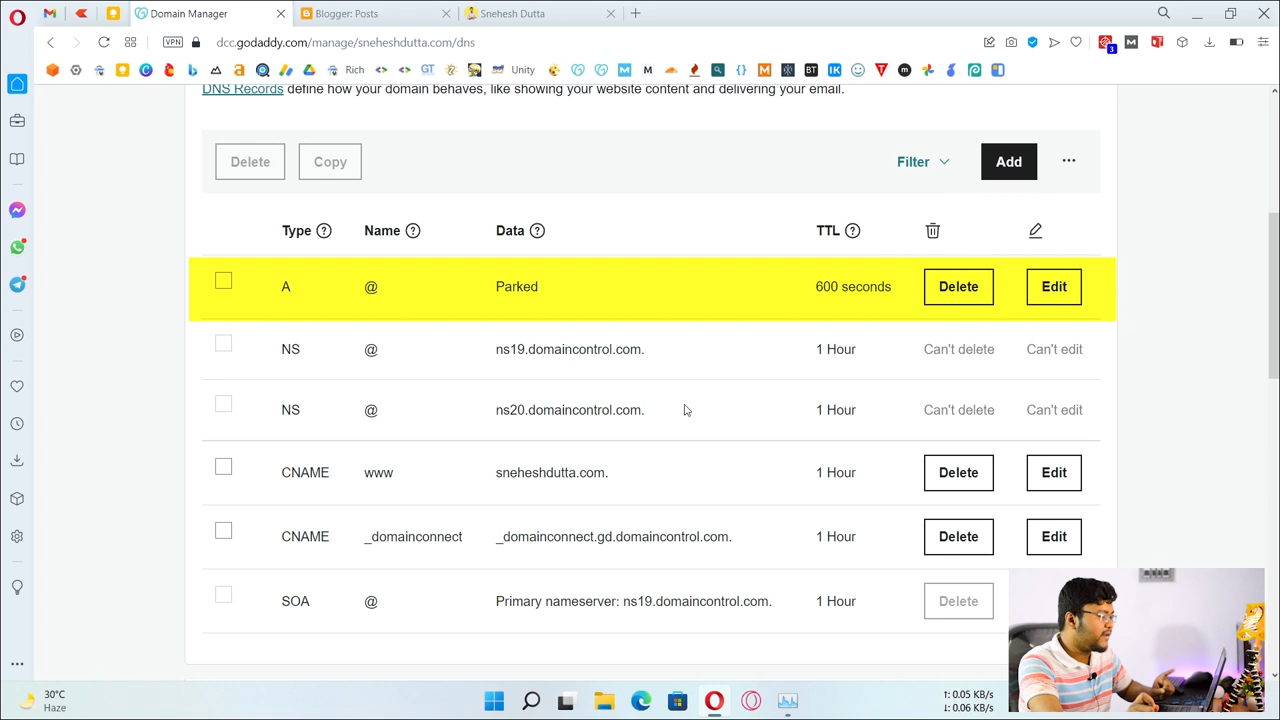 Domain Manager
Blogger: Posts
Snehesh Dutta
VPN
dcc.godaddy.com/manage/sneheshdutta.com/dns
3
Rich
GT
Unity
BT
IK
DNS Records define how your domain behaves, like showing your website content and delivering your email.
Delete
Copy
Filter
Add
Type
Name
Data
TTL
A
@
Parked
600 seconds
Delete
Edit
NS
@
ns19.domaincontrol.com.
1 Hour
Can't delete
Can't edit
NS
@
ns20.domaincontrol.com.
1 Hour
Can't delete
Can't edit
CNAME
www
sneheshdutta.com.
1 Hour
Delete
Edit
CNAME
_domainconnect
_domainconnect.gd.domaincontrol.com.
1 Hour
Delete
Edit
SOA
@
Primary nameserver: ns19.domaincontrol.com.
1 Hour
Delete
30°C
Haze
↑: 0.05 KB/s
↓: 0.06 KB/s